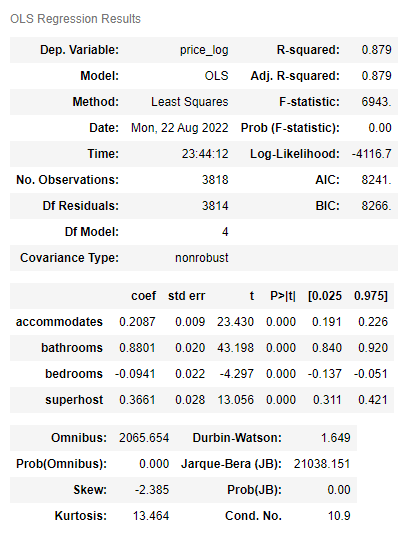 OLS Regression Results
Dep. Variable: price_log R-squared: 0.879
Model: OLS Adj. R-squared: 0.879
Method: Least Squares F-statistic: 6943.
Date: Mon, 22 Aug 2022 Prob (F-statistic): 0.00
Time: 23:44:12 Log-Likelihood: -4116.7
No. Observations: 3818 AIC: 8241.
Df Residuals: 3814 BIC: 8266.
Df Model: 4
Covariance Type: nonrobust
coef std err t P>|t| [0.025 0.975]
accommodates 0.2087 0.009 23.430 0.000 0.191 0.226
bathrooms 0.8801 0.020 43.198 0.000 0.840 0.920
bedrooms -0.0941 0.022 -4.297 0.000 -0.137 -0.051
superhost 0.3661 0.028 13.056 0.000 0.311 0.421
Omnibus: 2065.654 Durbin-Watson: 1.649
Prob(Omnibus): 0.000 Jarque-Bera (JB): 21038.151
Skew: -2.385 Prob(JB): 0.00
Kurtosis: 13.464 Cond. No. 10.9